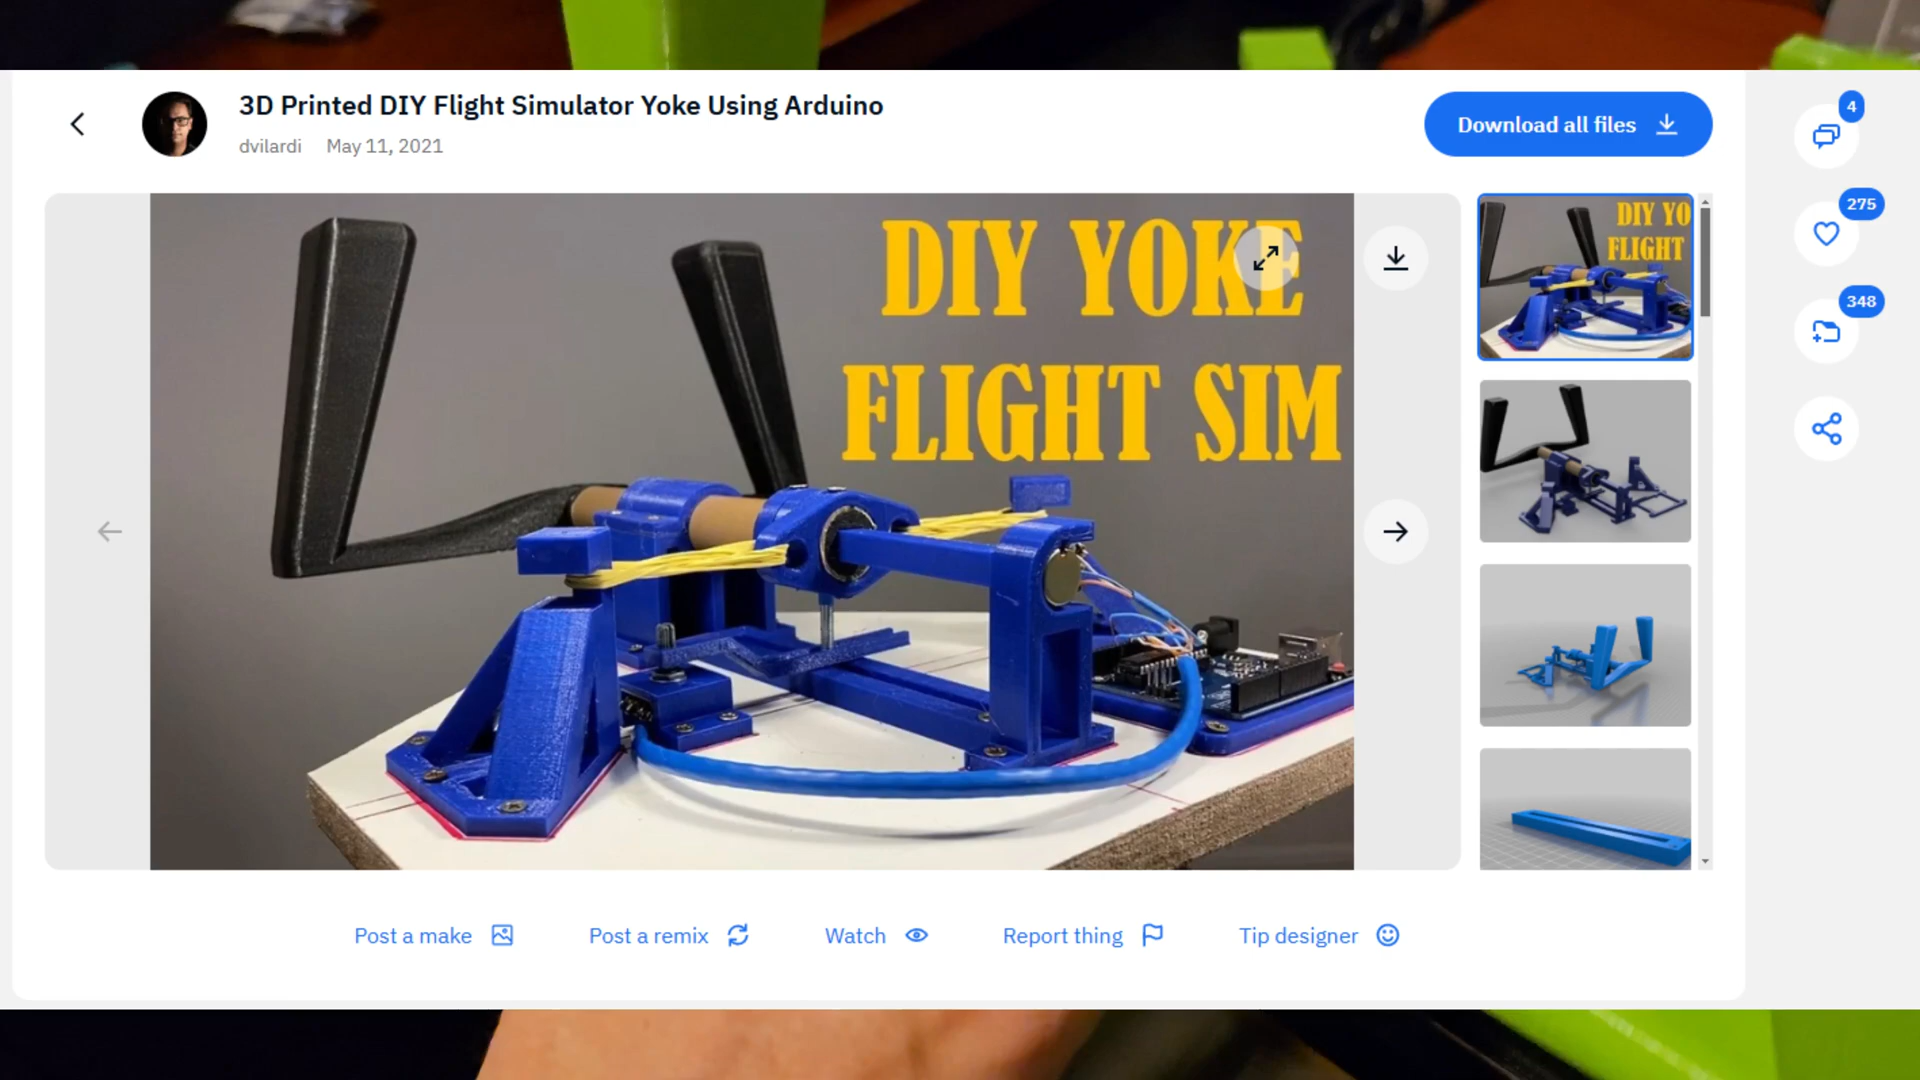 3D Printed DIY Flight Simulator Yoke Using Arduino
dvilardi May 11, 2021
Download all files
4
275
348
DIY YOKE
FLIGHT SIM
DIY YO
FLIGHT
Post a make
Post a remix
Watch
Report thing
Tip designer